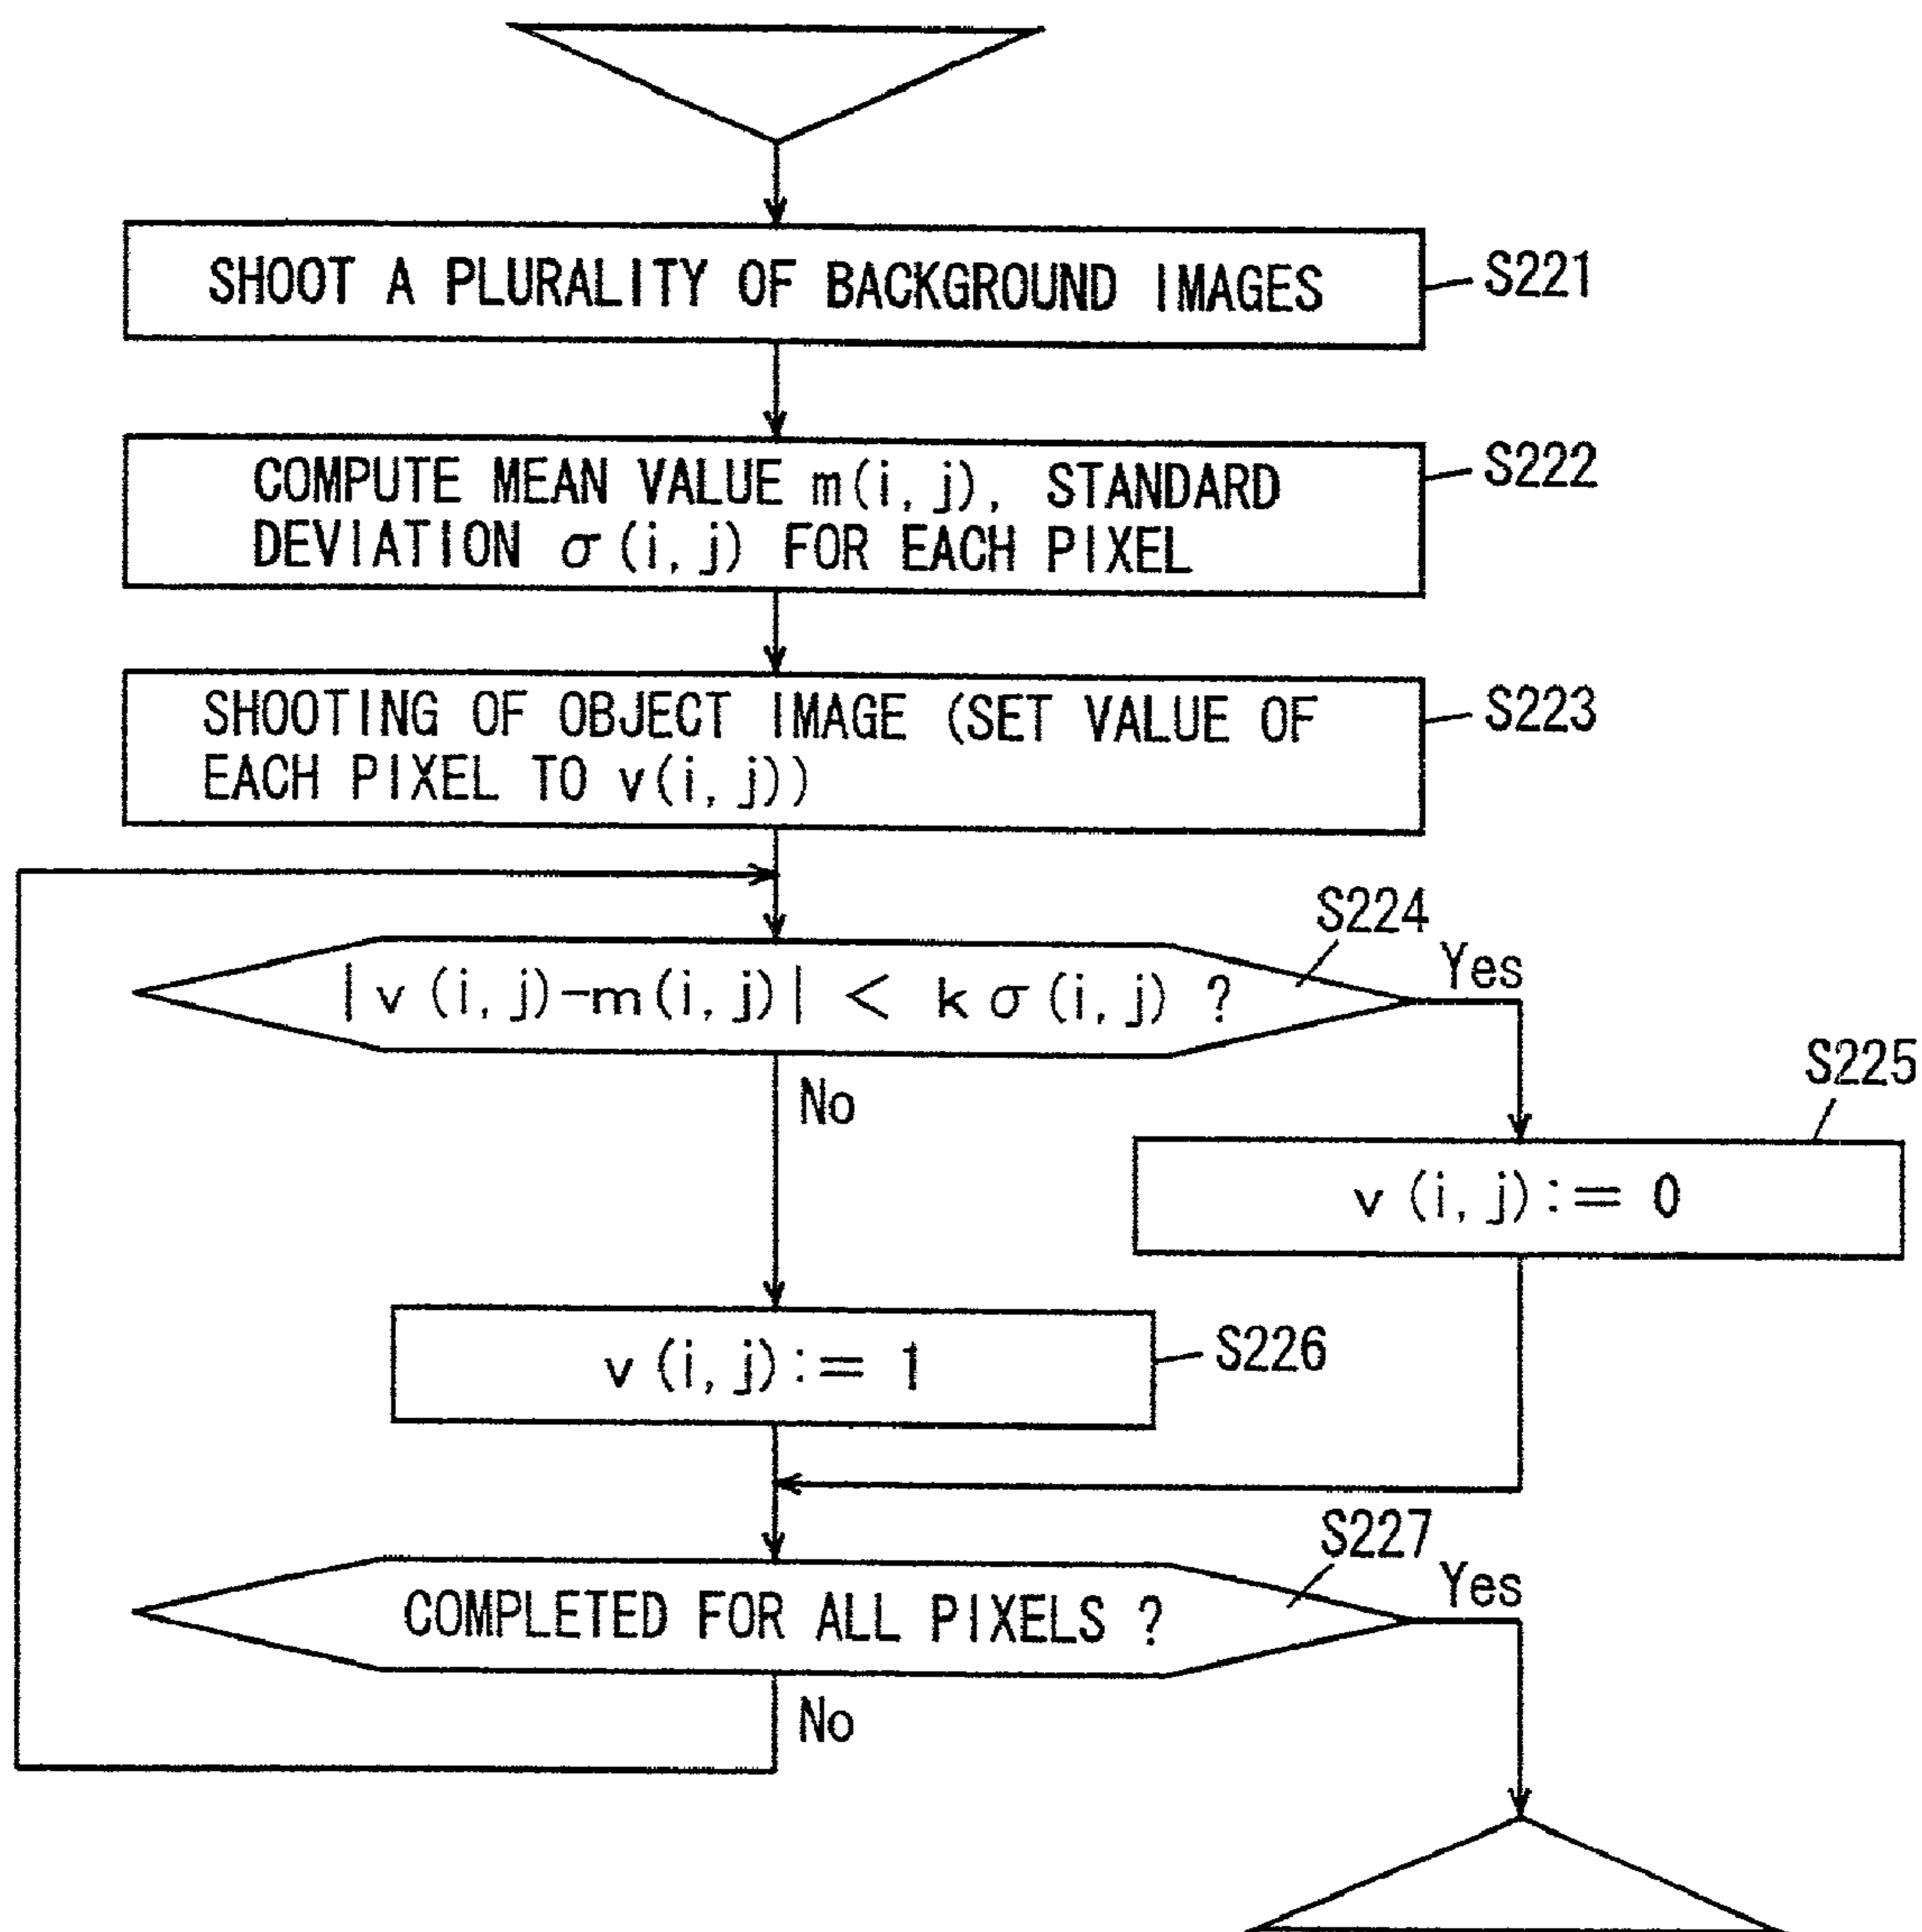 SHOOT A PLURALITY OF BACKGROUND IMAGES
S221
COMPUTE MEAN VALUE m(i, j), STANDARD
DEVIATION σ(i, j) FOR EACH PIXEL
S222
SHOOTING OF OBJECT IMAGE (SET VALUE OF
EACH PIXEL TO v(i, j))
S223
S224
|v(i, j)-m(i, j)| < kσ(i, j) ?
Yes
No
S225
v(i, j):= 0
v(i, j):= 1
S226
S227
COMPLETED FOR ALL PIXELS ?
Yes
No